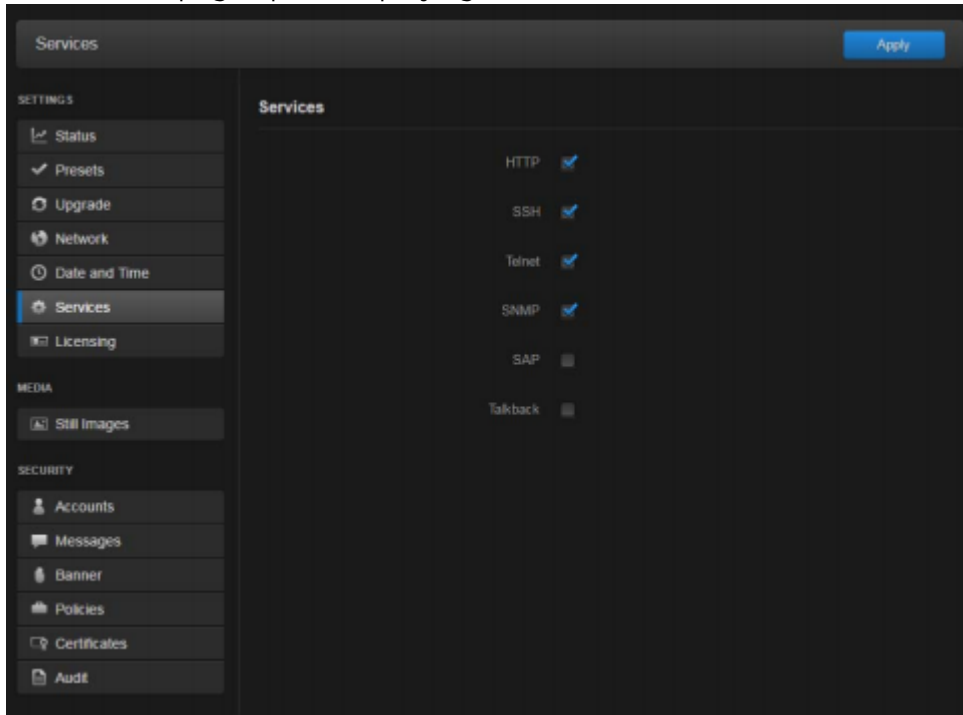 Services
Apply
SETTINGS
Status
Presets
Upgrade
Network
Date and Time
Services
Licensing
MEDIA
Still Images
SECURITY
Accounts
Messages
Banner
Policies
Certificates
Audit
Services
HTTP
SSH
Telnet
SNMP
SAP
Talkback